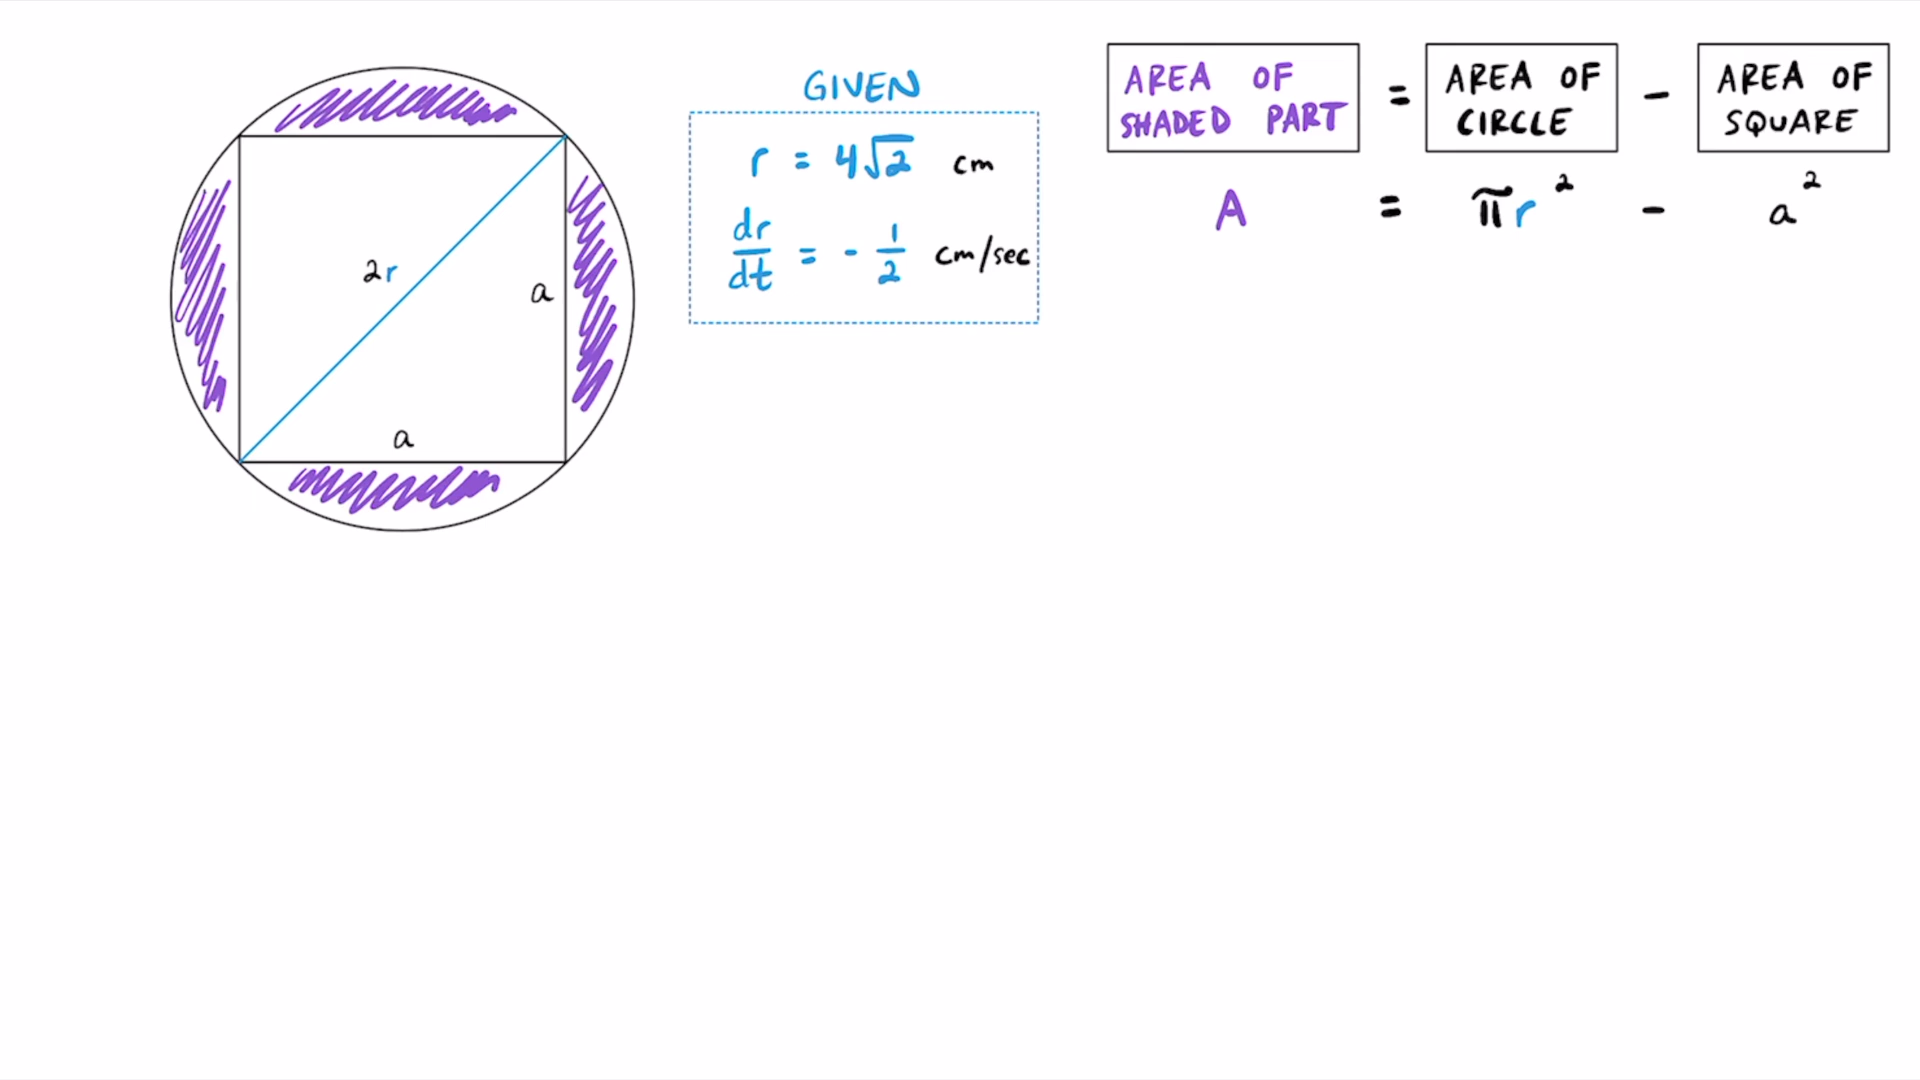 2r
a
a
GIVEN
r = 4√2 cm
dr/dt = - 1/2 cm/sec
AREA OF SHADED PART = AREA OF CIRCLE - AREA OF SQUARE
A = πr² - a²